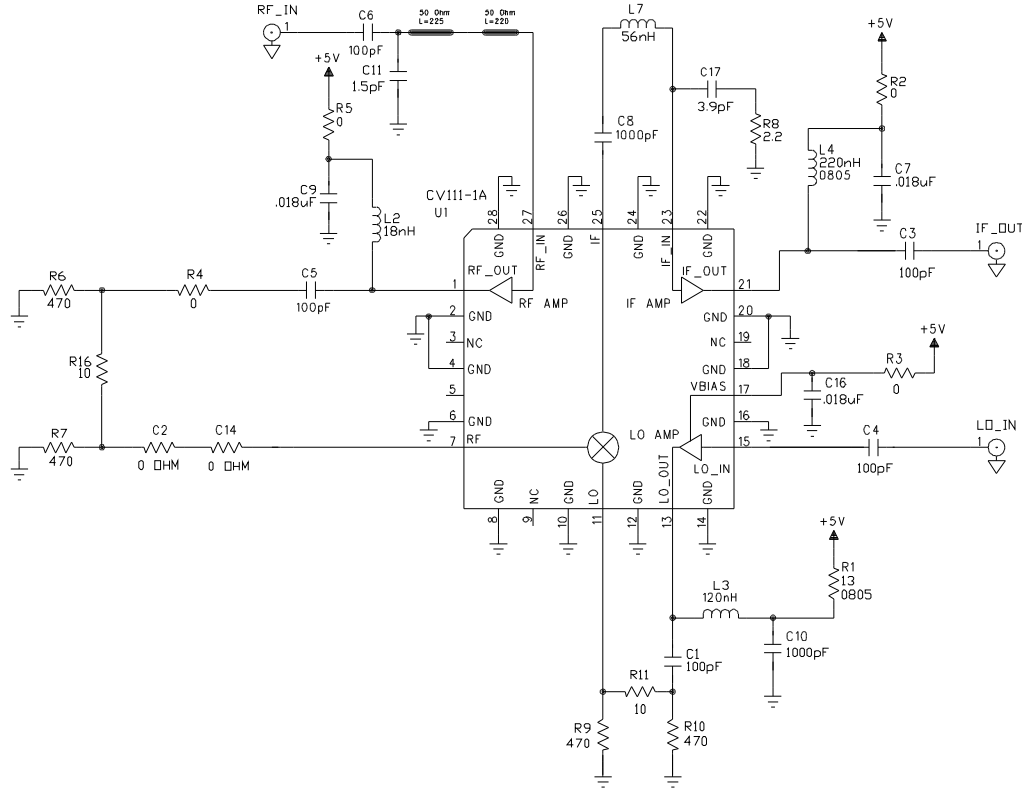 RF_IN
1
C6
100pF
50 Ohm
L=225
50 Ohm
L=220
L7
56nH
+5V
R2
0
+5V
C11
1.5pF
R5
0
C17
3.9pF
R8
2.2
C8
1000pF
L4
220nH
0805
C7
.018uF
C9
.018uF
L2
18nH
CV111-1A
U1
28
27
26
25
24
23
22
GND
RF_IN
GND
IF
GND
IF_IN
GND
C3
100pF
1
IF_OUT
R6
470
R4
0
C5
100pF
1
RF_OUT
RF AMP
IF_OUT
IF AMP
21
2
GND
GND
20
3
NC
NC
19
4
GND
GND
18
5
VBIAS
17
6
GND
GND
16
7
RF
LO AMP
LO_IN
15
R16
10
+5V
R3
0
C16
.018uF
C4
100pF
1
LO_IN
R7
470
C2
0 OHM
C14
0 OHM
GND
NC
GND
LO
GND
LO_OUT
GND
8
9
10
11
12
13
14
+5V
R1
13
0805
L3
120nH
C10
1000pF
C1
100pF
R11
10
R9
470
R10
470